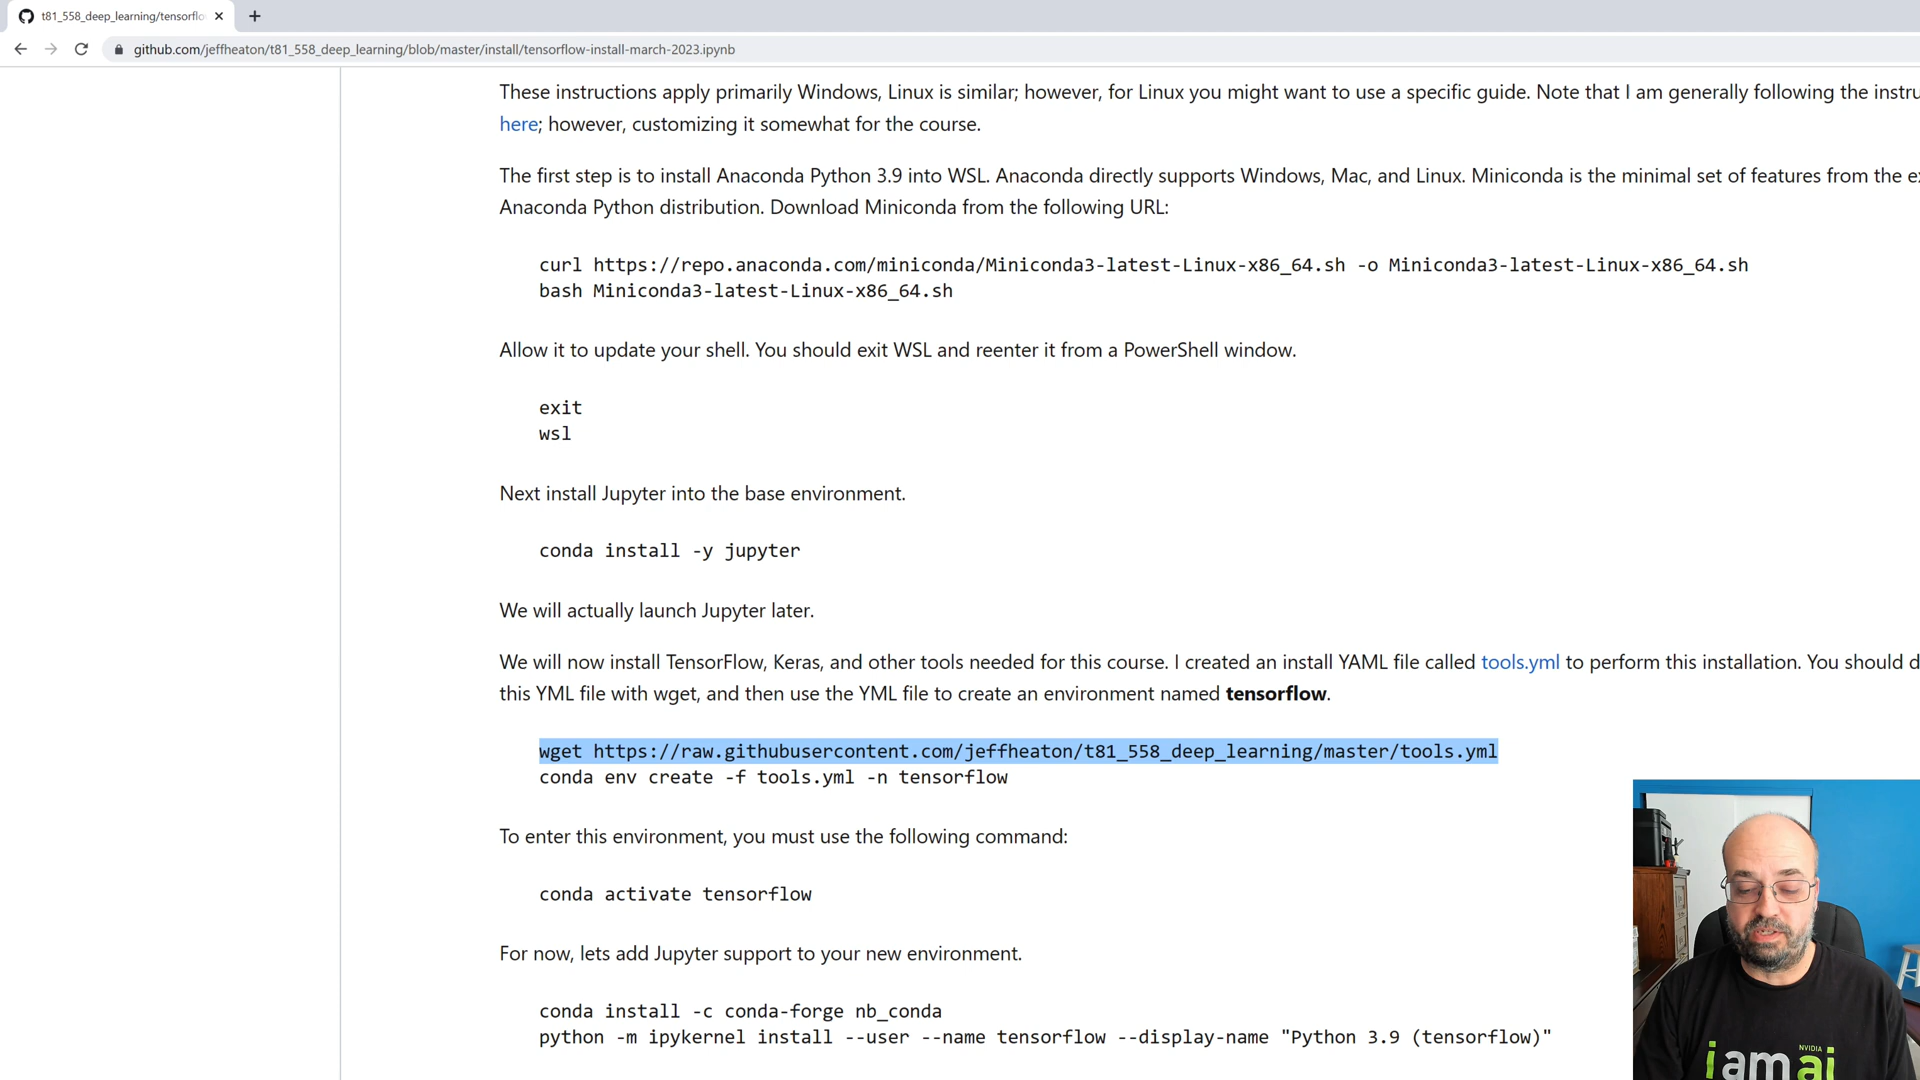 t81_558_deep_learning/tensorflo
github.com/jeffheaton/t81_558_deep_learning/blob/master/install/tensorflow-install-march-2023.ipynb
These instructions apply primarily Windows, Linux is similar; however, for Linux you might want to use a specific guide. Note that I am generally following the instru
here; however, customizing it somewhat for the course.
The first step is to install Anaconda Python 3.9 into WSL. Anaconda directly supports Windows, Mac, and Linux. Miniconda is the minimal set of features from the e
Anaconda Python distribution. Download Miniconda from the following URL:
curl https://repo.anaconda.com/miniconda/Miniconda3-latest-Linux-x86_64.sh -o Miniconda3-latest-Linux-x86_64.sh
bash Miniconda3-latest-Linux-x86_64.sh
Allow it to update your shell. You should exit WSL and reenter it from a PowerShell window.
exit
wsl
Next install Jupyter into the base environment.
conda install -y jupyter
We will actually launch Jupyter later.
We will now install TensorFlow, Keras, and other tools needed for this course. I created an install YAML file called tools.yml to perform this installation. You should d
this YML file with wget, and then use the YML file to create an environment named tensorflow.
wget https://raw.githubusercontent.com/jeffheaton/t81_558_deep_learning/master/tools.yml
conda env create -f tools.yml -n tensorflow
To enter this environment, you must use the following command:
conda activate tensorflow
For now, lets add Jupyter support to your new environment.
conda install -c conda-forge nb_conda
python -m ipykernel install --user --name tensorflow --display-name "Python 3.9 (tensorflow)"
NVIDIA
i am ai